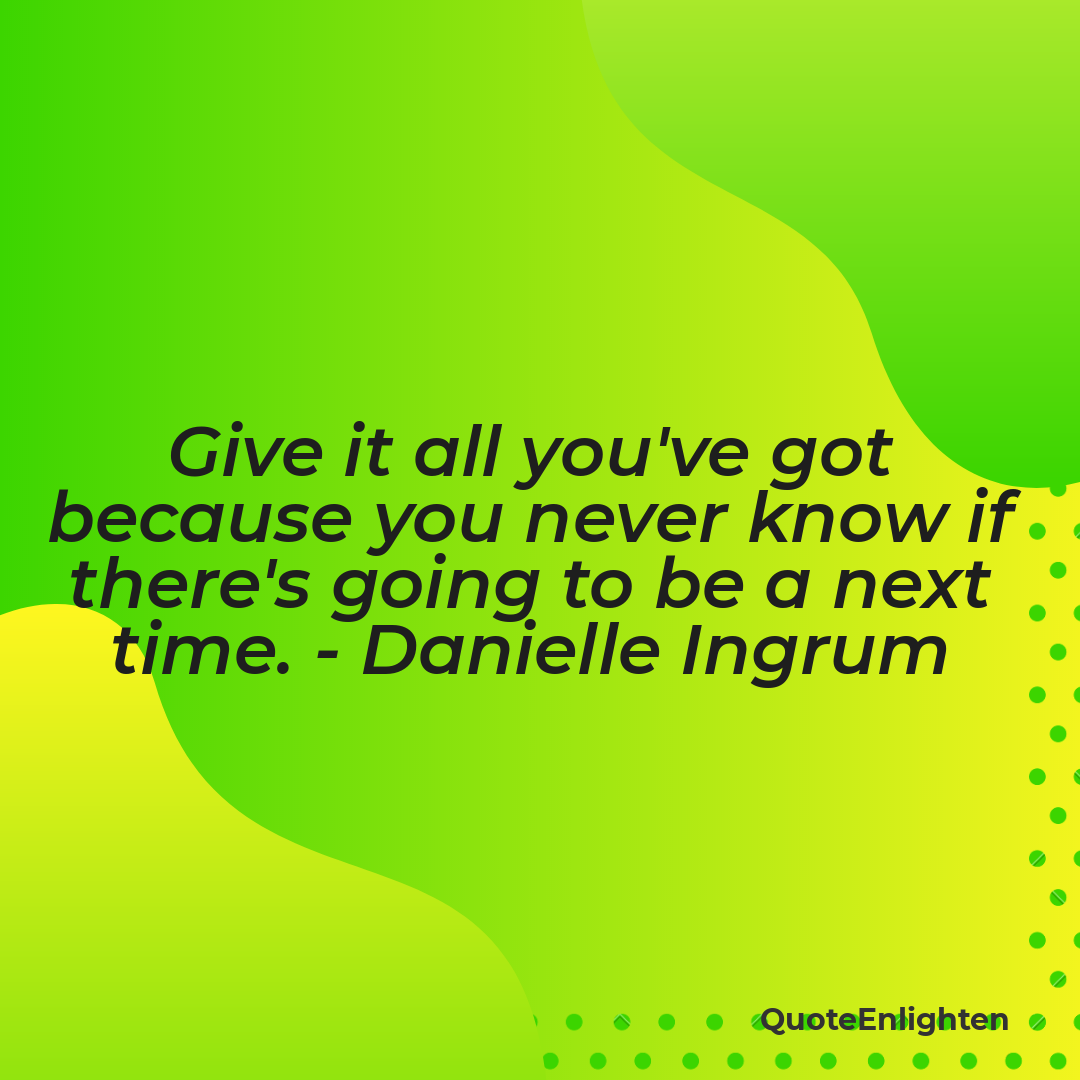 Give it all you've got
because you never know if
there's going to be a next
time. - Danielle Ingrum
QuoteEnlighten